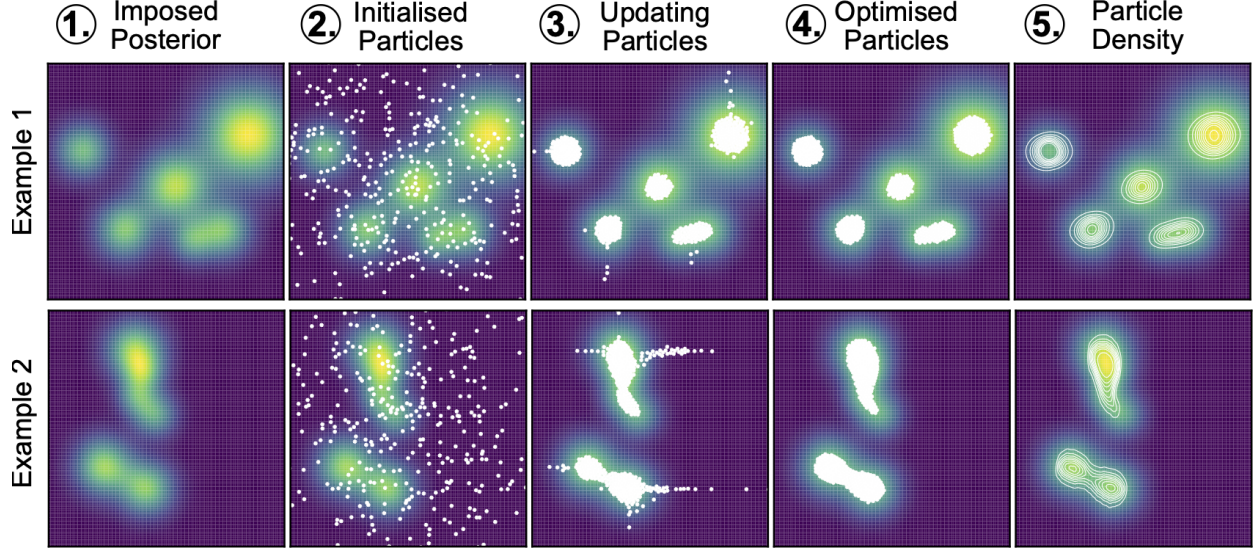 1. Imposed
Posterior
2. Initialised
Particles
3. Updating
Particles
4. Optimised
Particles
5. Particle
Density
Example 1
Example 2